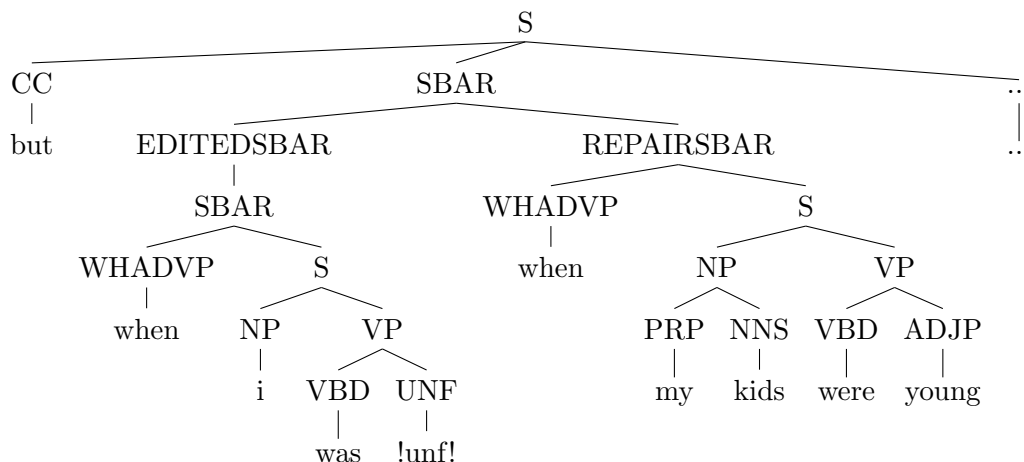 S
CC SBAR ..
but EDITEDSBAR REPAIRSBAR ..
SBAR WHADVP S
WHADVP S when NP VP
when NP VP PRP NNS VBD ADJP
i VBD UNF my kids were young
was !unf!